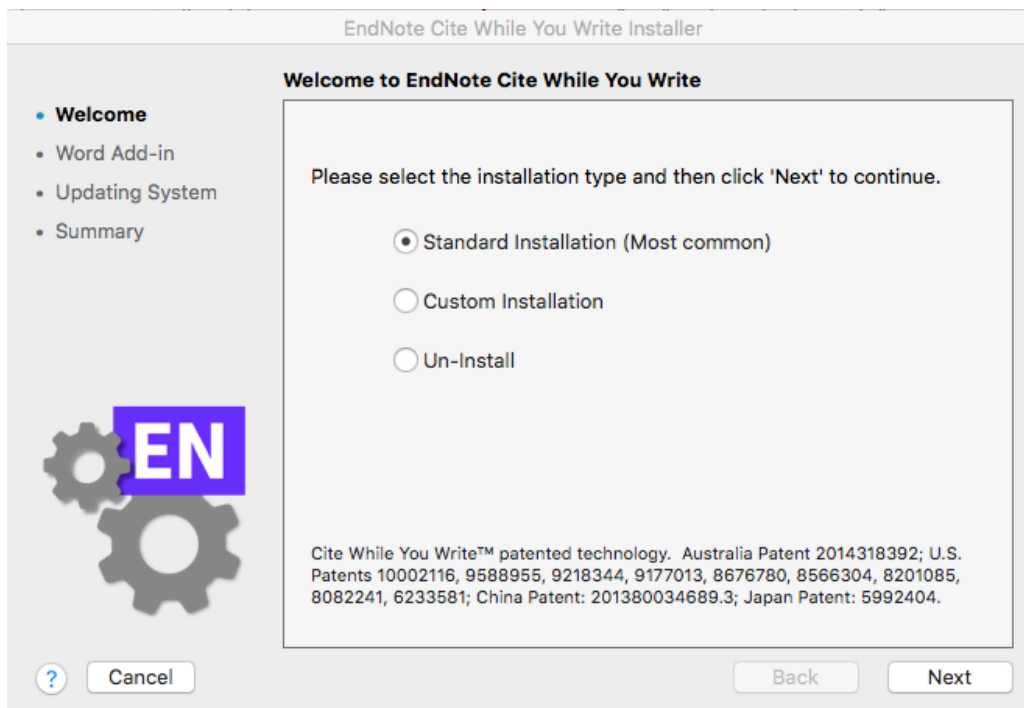 EndNote Cite While You Write Installer
Welcome to EndNote Cite While You Write
• Welcome
• Word Add-in
• Updating System
• Summary
Please select the installation type and then click 'Next' to continue.
Standard Installation (Most common)
Custom Installation
Un-Install
EN
Cite While You Write™ patented technology.  Australia Patent 2014318392; U.S.
Patents 10002116, 9588955, 9218344, 9177013, 8676780, 8566304, 8201085,
8082241, 6233581; China Patent: 201380034689.3; Japan Patent: 5992404.
? Cancel Back Next